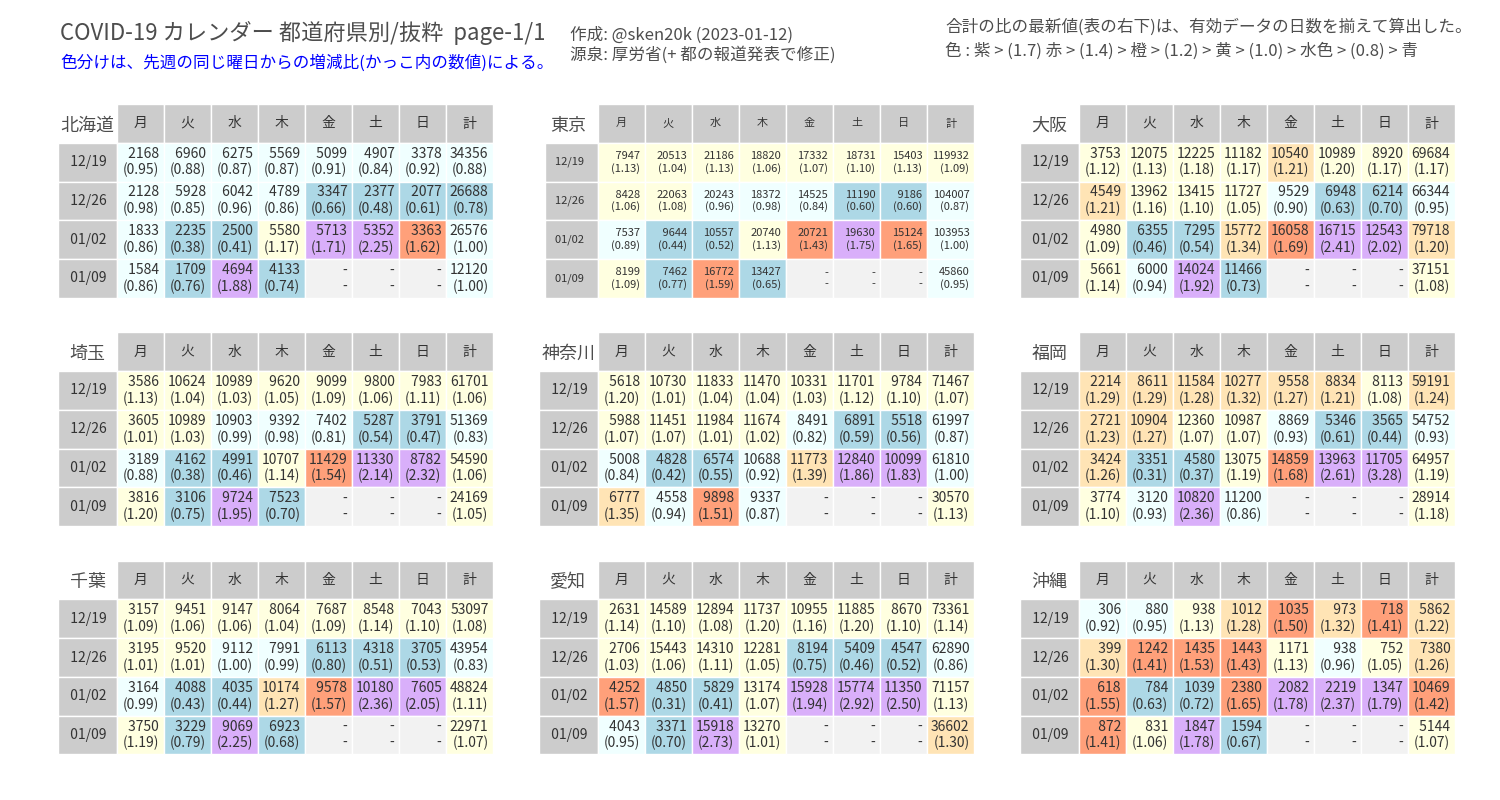 COVID-19 カレンダー 都道府県別/抜粋 page-1/1
色分けは、先週の同じ曜日からの増減比(かっこ内の数値)による。
作成: @sken20k (2023-01-12)
源泉: 厚労省(+ 都の報道発表で修正)
合計の比の最新値(表の右下)は、有効データの日数を揃えて算出した。
色 : 紫 > (1.7) 赤 > (1.4) > 橙 > (1.2) > 黄 > (1.0) > 水色 > (0.8) > 青
北海道 月 火 水 木 金 土 日 計
12/19 2168 6960 6275 5569 5099 4907 3378 34356
(0.95) (0.88) (0.87) (0.87) (0.91) (0.84) (0.92) (0.88)
12/26 2128 5928 6042 4789 3347 2377 2077 26688
(0.98) (0.85) (0.96) (0.86) (0.66) (0.48) (0.61) (0.78)
01/02 1833 2235 2500 5580 5713 5352 3363 26576
(0.86) (0.38) (0.41) (1.17) (1.71) (2.25) (1.62) (1.00)
01/09 1584 1709 4694 4133 - - - 12120
(0.86) (0.76) (1.88) (0.74) - - - (1.00)
東京 月 火 水 木 金 土 日 計
12/19 7947 20513 21186 18820 17332 18731 15403 119932
(1.13) (1.04) (1.13) (1.06) (1.07) (1.10) (1.13) (1.09)
12/26 8428 22063 20243 18372 14525 11190 9186 104007
(1.06) (1.08) (0.96) (0.98) (0.84) (0.60) (0.60) (0.87)
01/02 7537 9644 10557 20740 20721 19630 15124 103953
(0.89) (0.44) (0.52) (1.13) (1.43) (1.75) (1.65) (1.00)
01/09 8199 7462 16772 13427 - - - 45860
(1.09) (0.77) (1.59) (0.65) - - - (0.95)
大阪 月 火 水 木 金 土 日 計
12/19 3753 12075 12225 11182 10540 10989 8920 69684
(1.12) (1.13) (1.18) (1.17) (1.21) (1.20) (1.17) (1.17)
12/26 4549 13962 13415 11727 9529 6948 6214 66344
(1.21) (1.16) (1.10) (1.05) (0.90) (0.63) (0.70) (0.95)
01/02 4980 6355 7295 15772 16058 16715 12543 79718
(1.09) (0.46) (0.54) (1.34) (1.69) (2.41) (2.02) (1.20)
01/09 5661 6000 14024 11466 - - - 37151
(1.14) (0.94) (1.92) (0.73) - - - (1.08)
埼玉 月 火 水 木 金 土 日 計
12/19 3586 10624 10989 9620 9099 9800 7983 61701
(1.13) (1.04) (1.03) (1.05) (1.09) (1.06) (1.11) (1.06)
12/26 3605 10989 10903 9392 7402 5287 3791 51369
(1.01) (1.03) (0.99) (0.98) (0.81) (0.54) (0.47) (0.83)
01/02 3189 4162 4991 10707 11429 11330 8782 54590
(0.88) (0.38) (0.46) (1.14) (1.54) (2.14) (2.32) (1.06)
01/09 3816 3106 9724 7523 - - - 24169
(1.20) (0.75) (1.95) (0.70) - - - (1.05)
神奈川 月 火 水 木 金 土 日 計
12/19 5618 10730 11833 11470 10331 11701 9784 71467
(1.20) (1.01) (1.04) (1.04) (1.03) (1.12) (1.10) (1.07)
12/26 5988 11451 11984 11674 8491 6891 5518 61997
(1.07) (1.07) (1.01) (1.02) (0.82) (0.59) (0.56) (0.87)
01/02 5008 4828 6574 10688 11773 12840 10099 61810
(0.84) (0.42) (0.55) (0.92) (1.39) (1.86) (1.83) (1.00)
01/09 6777 4558 9898 9337 - - - 30570
(1.35) (0.94) (1.51) (0.87) - - - (1.13)
福岡 月 火 水 木 金 土 日 計
12/19 2214 8611 11584 10277 9558 8834 8113 59191
(1.29) (1.29) (1.28) (1.32) (1.27) (1.21) (1.08) (1.24)
12/26 2721 10904 12360 10987 8869 5346 3565 54752
(1.23) (1.27) (1.07) (1.07) (0.93) (0.61) (0.44) (0.93)
01/02 3424 3351 4580 13075 14859 13963 11705 64957
(1.26) (0.31) (0.37) (1.19) (1.68) (2.61) (3.28) (1.19)
01/09 3774 3120 10820 11200 - - - 28914
(1.10) (0.93) (2.36) (0.86) - - - (1.18)
千葉 月 火 水 木 金 土 日 計
12/19 3157 9451 9147 8064 7687 8548 7043 53097
(1.09) (1.06) (1.06) (1.04) (1.09) (1.14) (1.10) (1.08)
12/26 3195 9520 9112 7991 6113 4318 3705 43954
(1.01) (1.01) (1.00) (0.99) (0.80) (0.51) (0.53) (0.83)
01/02 3164 4088 4035 10174 9578 10180 7605 48824
(0.99) (0.43) (0.44) (1.27) (1.57) (2.36) (2.05) (1.11)
01/09 3750 3229 9069 6923 - - - 22971
(1.19) (0.79) (2.25) (0.68) - - - (1.07)
愛知 月 火 水 木 金 土 日 計
12/19 2631 14589 12894 11737 10955 11885 8670 73361
(1.14) (1.10) (1.08) (1.20) (1.16) (1.20) (1.10) (1.14)
12/26 2706 15443 14310 12281 8194 5409 4547 62890
(1.03) (1.06) (1.11) (1.05) (0.75) (0.46) (0.52) (0.86)
01/02 4252 4850 5829 13174 15928 15774 11350 71157
(1.57) (0.31) (0.41) (1.07) (1.94) (2.92) (2.50) (1.13)
01/09 4043 3371 15918 13270 - - - 36602
(0.95) (0.70) (2.73) (1.01) - - - (1.30)
沖縄 月 火 水 木 金 土 日 計
12/19 306 880 938 1012 1035 973 718 5862
(0.92) (0.95) (1.13) (1.28) (1.50) (1.32) (1.41) (1.22)
12/26 399 1242 1435 1443 1171 938 752 7380
(1.30) (1.41) (1.53) (1.43) (1.13) (0.96) (1.05) (1.26)
01/02 618 784 1039 2380 2082 2219 1347 10469
(1.55) (0.63) (0.72) (1.65) (1.78) (2.37) (1.79) (1.42)
01/09 872 831 1847 1594 - - - 5144
(1.41) (1.06) (1.78) (0.67) - - - (1.07)